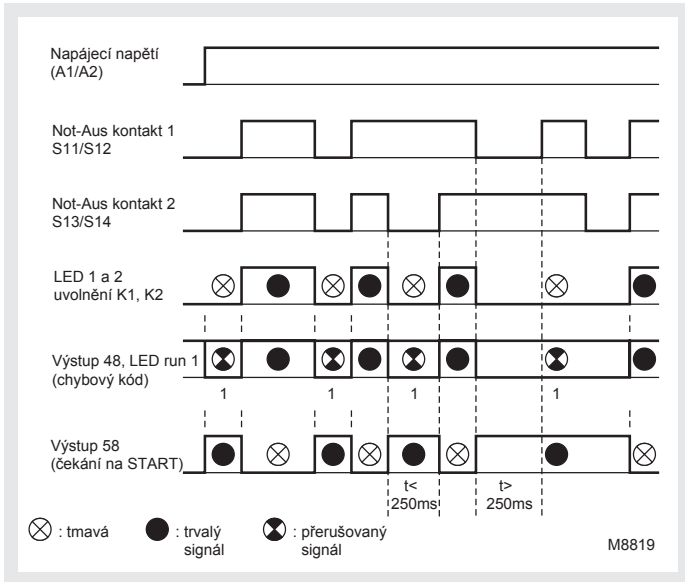 Napájecí napětí
(A1/A2)
Not-Aus kontakt 1
S11/S12
Not-Aus kontakt 2
S13/S14
LED 1 a 2
uvolnění K1, K2
Výstup 48, LED run 1
(chybový kód)
1 1 1 1
Výstup 58
(čekání na START)
t< t>
250ms 250ms
: tmavá : trvalý : přerušovaný
signál signál
M8819